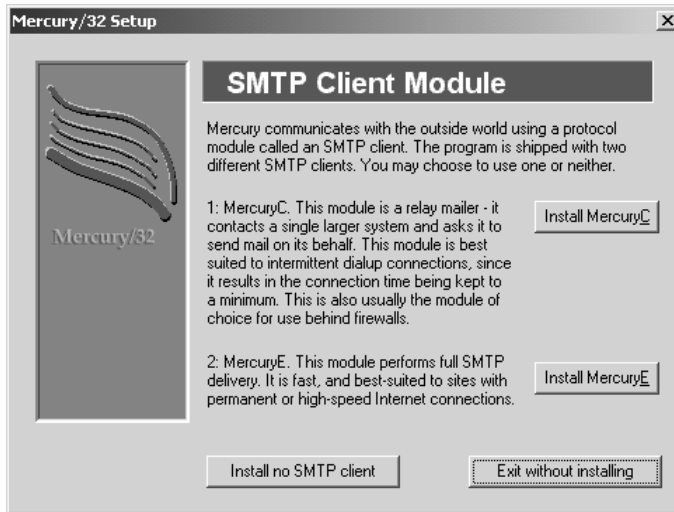 Mercury/32 Setup
SMTP Client Module
Mercury communicates with the outside world using a protocol
module called an SMTP client. The program is shipped with two
different SMTP clients. You may choose to use one or neither.
Mercury/32
1: MercuryC. This module is a relay mailer - it
contacts a single larger system and asks it to
send mail on its behalf. This module is best
suited to intermittent dialup connections, since
it results in the connection time being kept to
a minimum. This is also usually the module of
choice for use behind firewalls.
Install MercuryC
2: MercuryE. This module performs full SMTP
delivery. It is fast, and best-suited to sites with
permanent or high-speed Internet connections.
Install MercuryE
Install no SMTP client
Exit without installing